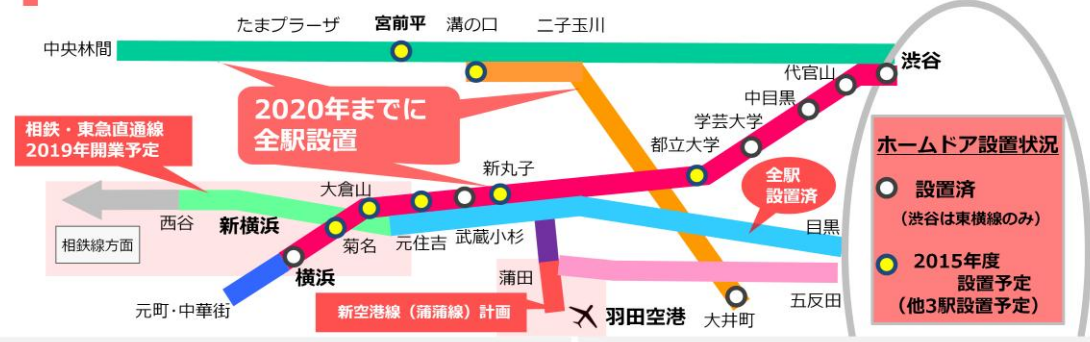 たまプラーザ
宮前平
溝の口
二子玉川
中央林間
渋谷
代官山
中目黒
学芸大学
都立大学
2020年までに
全駅設置
相鉄・東急直通線
2019年開業予定
新丸子
大倉山
全駅
設置済
西谷
新横浜
菊名
元住吉
武蔵小杉
目黒
相鉄線方面
横浜
蒲田
元町・中華街
新空港線（蒲蒲線）計画
羽田空港
大井町
五反田
ホームドア設置状況
設置済
（渋谷は東横線のみ）
2015年度
設置予定
（他3駅設置予定）